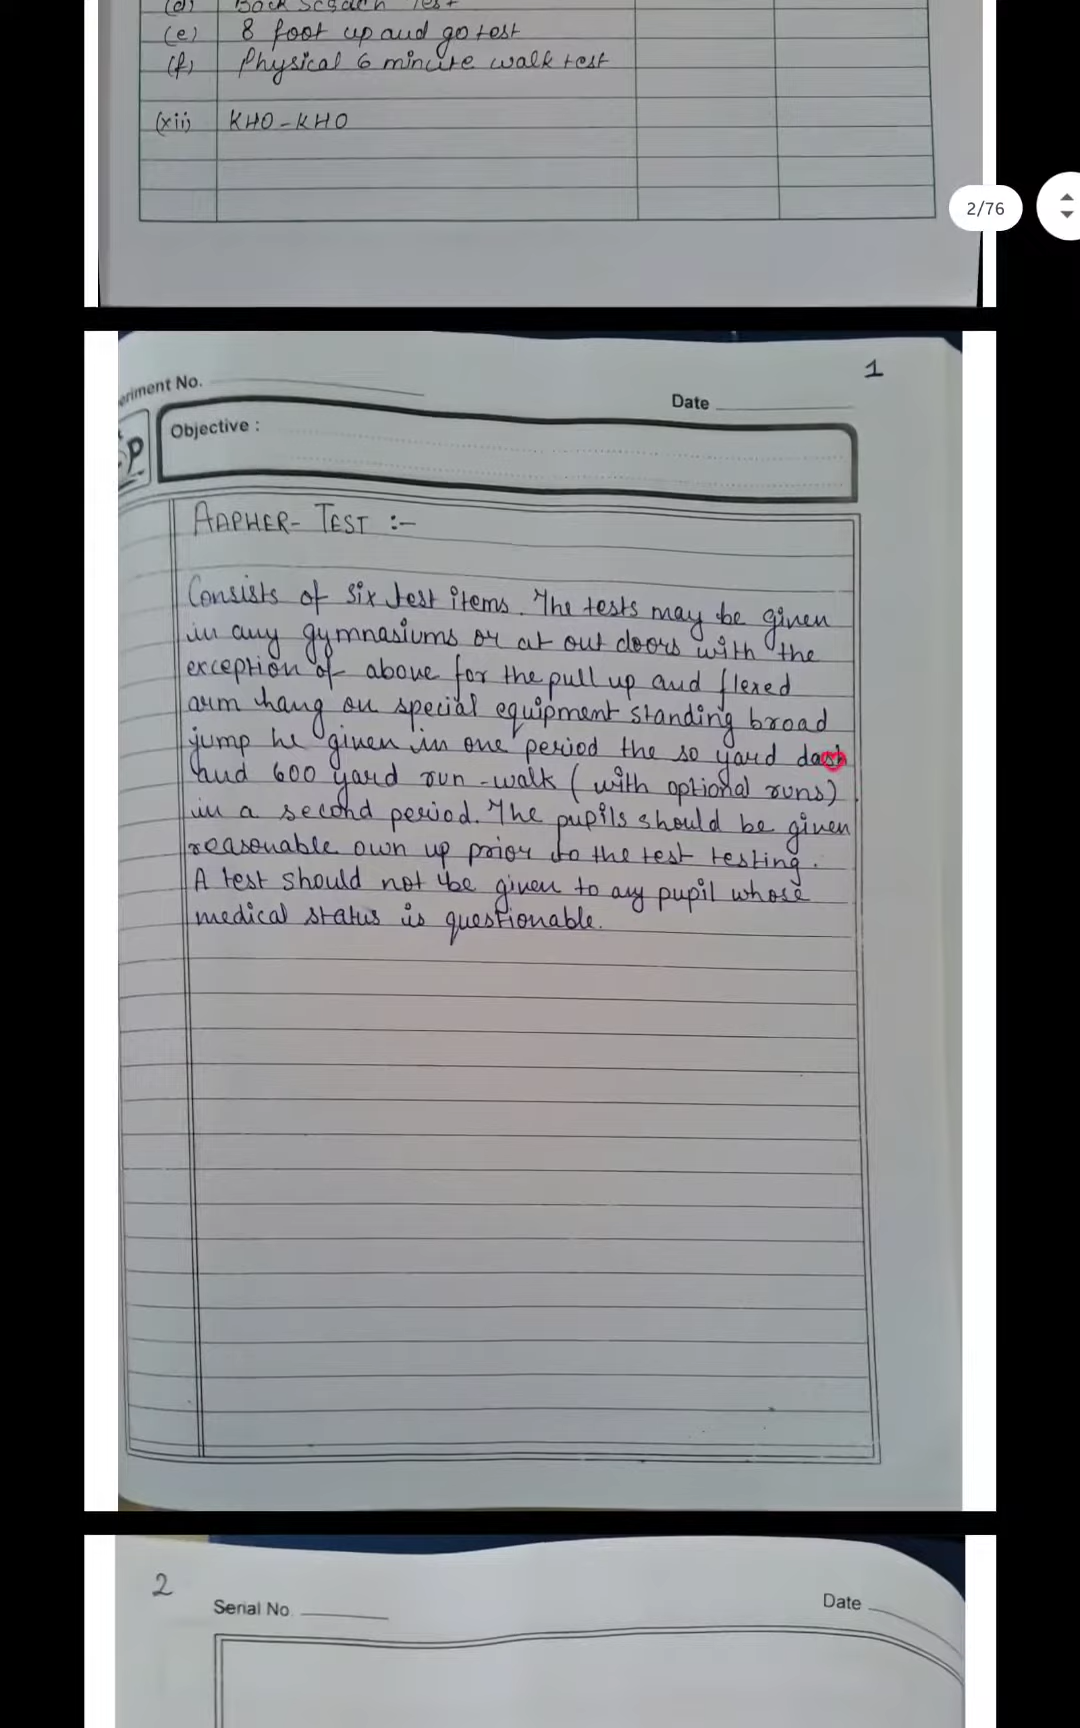 (d) Back Scrach Test
(e) 8 foot up and go test
(f) Physical 6 minute walk test
(xii) KHO-KHO
2/76
1
eriment No.
Date
Objective :
AAPHER- TEST :-
Consists of six test items. The tests may be given
in any gymnasiums or at out doors with the
exception of above for the pull up and flexed
arm hang on special equipment standing broad
jump he given in one period the so yard dash
and 600 yard run-walk (with optional runs)
in a second period. The pupils should be given
reasonable own up prior to the test testing.
A test should not be given to any pupil whose
medical status is questionable.
2
Serial No.
Date